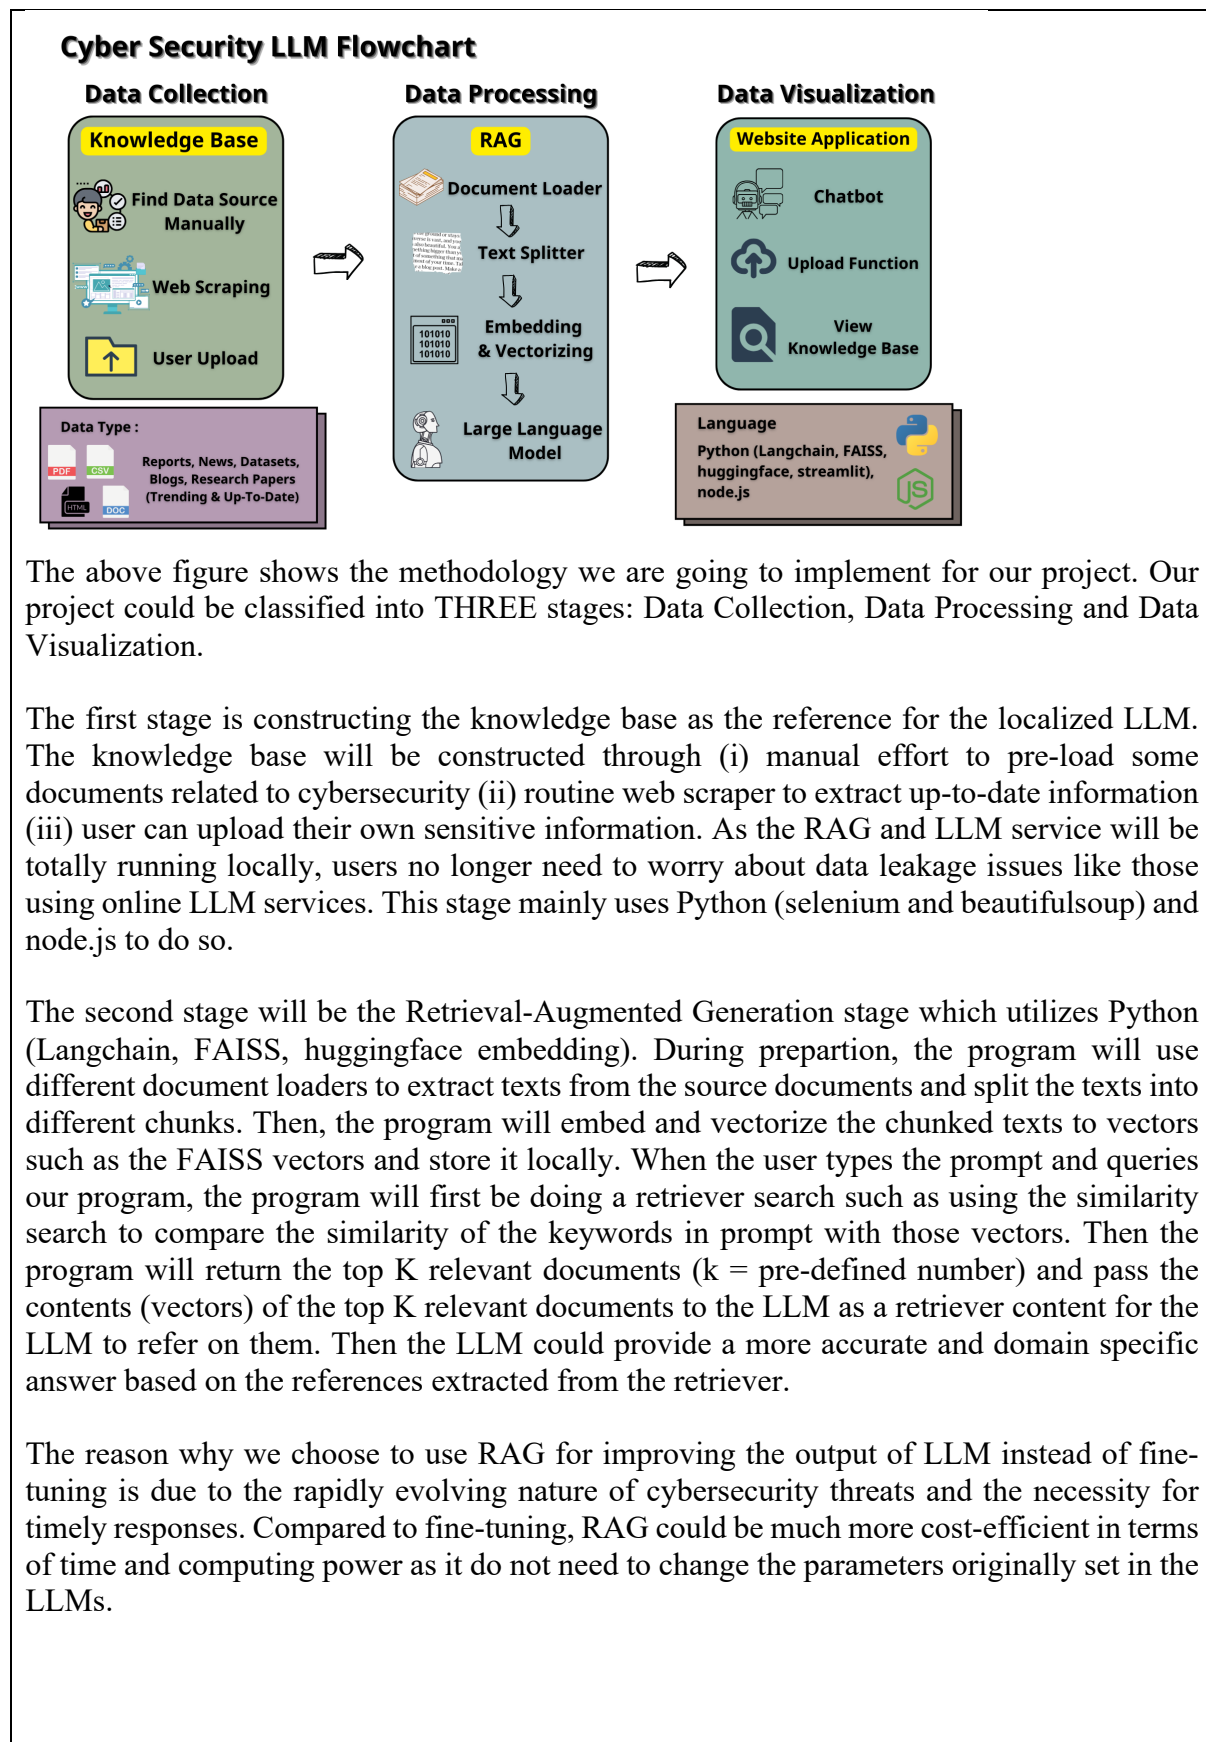 Cyber Security LLM Flowchart
Data Collection
Knowledge Base
Find Data Source
Manually
Web Scraping
User Upload
Data Type :
PDF
CSV
HTML
DOC
Reports, News, Datasets,
Blogs, Research Papers
(Trending & Up-To-Date)
Data Processing
RAG
Document Loader
Text Splitter
Embedding
& Vectorizing
101010
101010
101010
Large Language
Model
Data Visualization
Website Application
Chatbot
Upload Function
View
Knowledge Base
Language
Python (Langchain, FAISS,
huggingface, streamlit),
node.js
JS
The above figure shows the methodology we are going to implement for our project. Our
project could be classified into THREE stages: Data Collection, Data Processing and Data
Visualization.
The first stage is constructing the knowledge base as the reference for the localized LLM.
The knowledge base will be constructed through (i) manual effort to pre-load some
documents related to cybersecurity (ii) routine web scraper to extract up-to-date information
(iii) user can upload their own sensitive information. As the RAG and LLM service will be
totally running locally, users no longer need to worry about data leakage issues like those
using online LLM services. This stage mainly uses Python (selenium and beautifulsoup) and
node.js to do so.
The second stage will be the Retrieval-Augmented Generation stage which utilizes Python
(Langchain, FAISS, huggingface embedding). During prepartion, the program will use
different document loaders to extract texts from the source documents and split the texts into
different chunks. Then, the program will embed and vectorize the chunked texts to vectors
such as the FAISS vectors and store it locally. When the user types the prompt and queries
our program, the program will first be doing a retriever search such as using the similarity
search to compare the similarity of the keywords in prompt with those vectors. Then the
program will return the top K relevant documents (k = pre-defined number) and pass the
contents (vectors) of the top K relevant documents to the LLM as a retriever content for the
LLM to refer on them. Then the LLM could provide a more accurate and domain specific
answer based on the references extracted from the retriever.
The reason why we choose to use RAG for improving the output of LLM instead of fine-
tuning is due to the rapidly evolving nature of cybersecurity threats and the necessity for
timely responses. Compared to fine-tuning, RAG could be much more cost-efficient in terms
of time and computing power as it do not need to change the parameters originally set in the
LLMs.